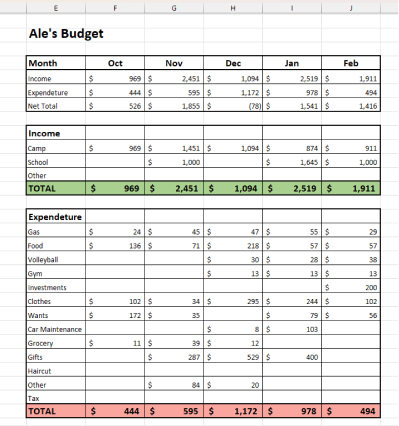 E F G H I J
Ale's Budget
Month Oct Nov Dec Jan Feb
Income $ 969 $ 2,451 $ 1,094 $ 2,519 $ 1,911
Expendeture $ 444 $ 595 $ 1,172 $ 978 $ 494
Net Total $ 526 $ 1,855 $ (78) $ 1,541 $ 1,416
Income
Camp $ 969 $ 1,451 $ 1,094 $ 874 $ 911
School $ 1,000 $ 1,645 $ 1,000
Other
TOTAL $ 969 $ 2,451 $ 1,094 $ 2,519 $ 1,911
Expendeture
Gas $ 24 $ 45 $ 47 $ 55 $ 29
Food $ 136 $ 71 $ 218 $ 57 $ 57
Volleyball $ 30 $ 28 $ 38
Gym $ 13 $ 13 $ 13
Investments $ 200
Clothes $ 102 $ 34 $ 295 $ 244 $ 102
Wants $ 172 $ 35 $ 79 $ 56
Car Maintenance $ 8 $ 103
Grocery $ 11 $ 39 $ 12
Gifts $ 287 $ 529 $ 400
Haircut
Other $ 84 $ 20
Tax
TOTAL $ 444 $ 595 $ 1,172 $ 978 $ 494